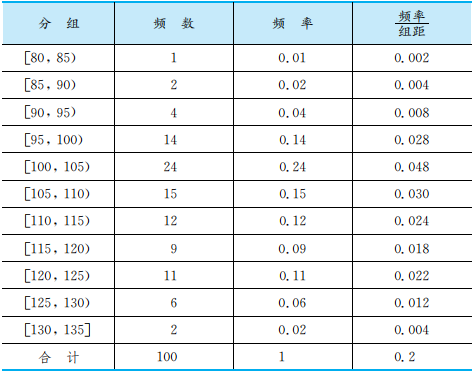 分 组 频 数 频 率 频率/组距
[80, 85) 1 0.01 0.002
[85, 90) 2 0.02 0.004
[90, 95) 4 0.04 0.008
[95, 100) 14 0.14 0.028
[100, 105) 24 0.24 0.048
[105, 110) 15 0.15 0.030
[110, 115) 12 0.12 0.024
[115, 120) 9 0.09 0.018
[120, 125) 11 0.11 0.022
[125, 130) 6 0.06 0.012
[130, 135] 2 0.02 0.004
合 计 100 1 0.2